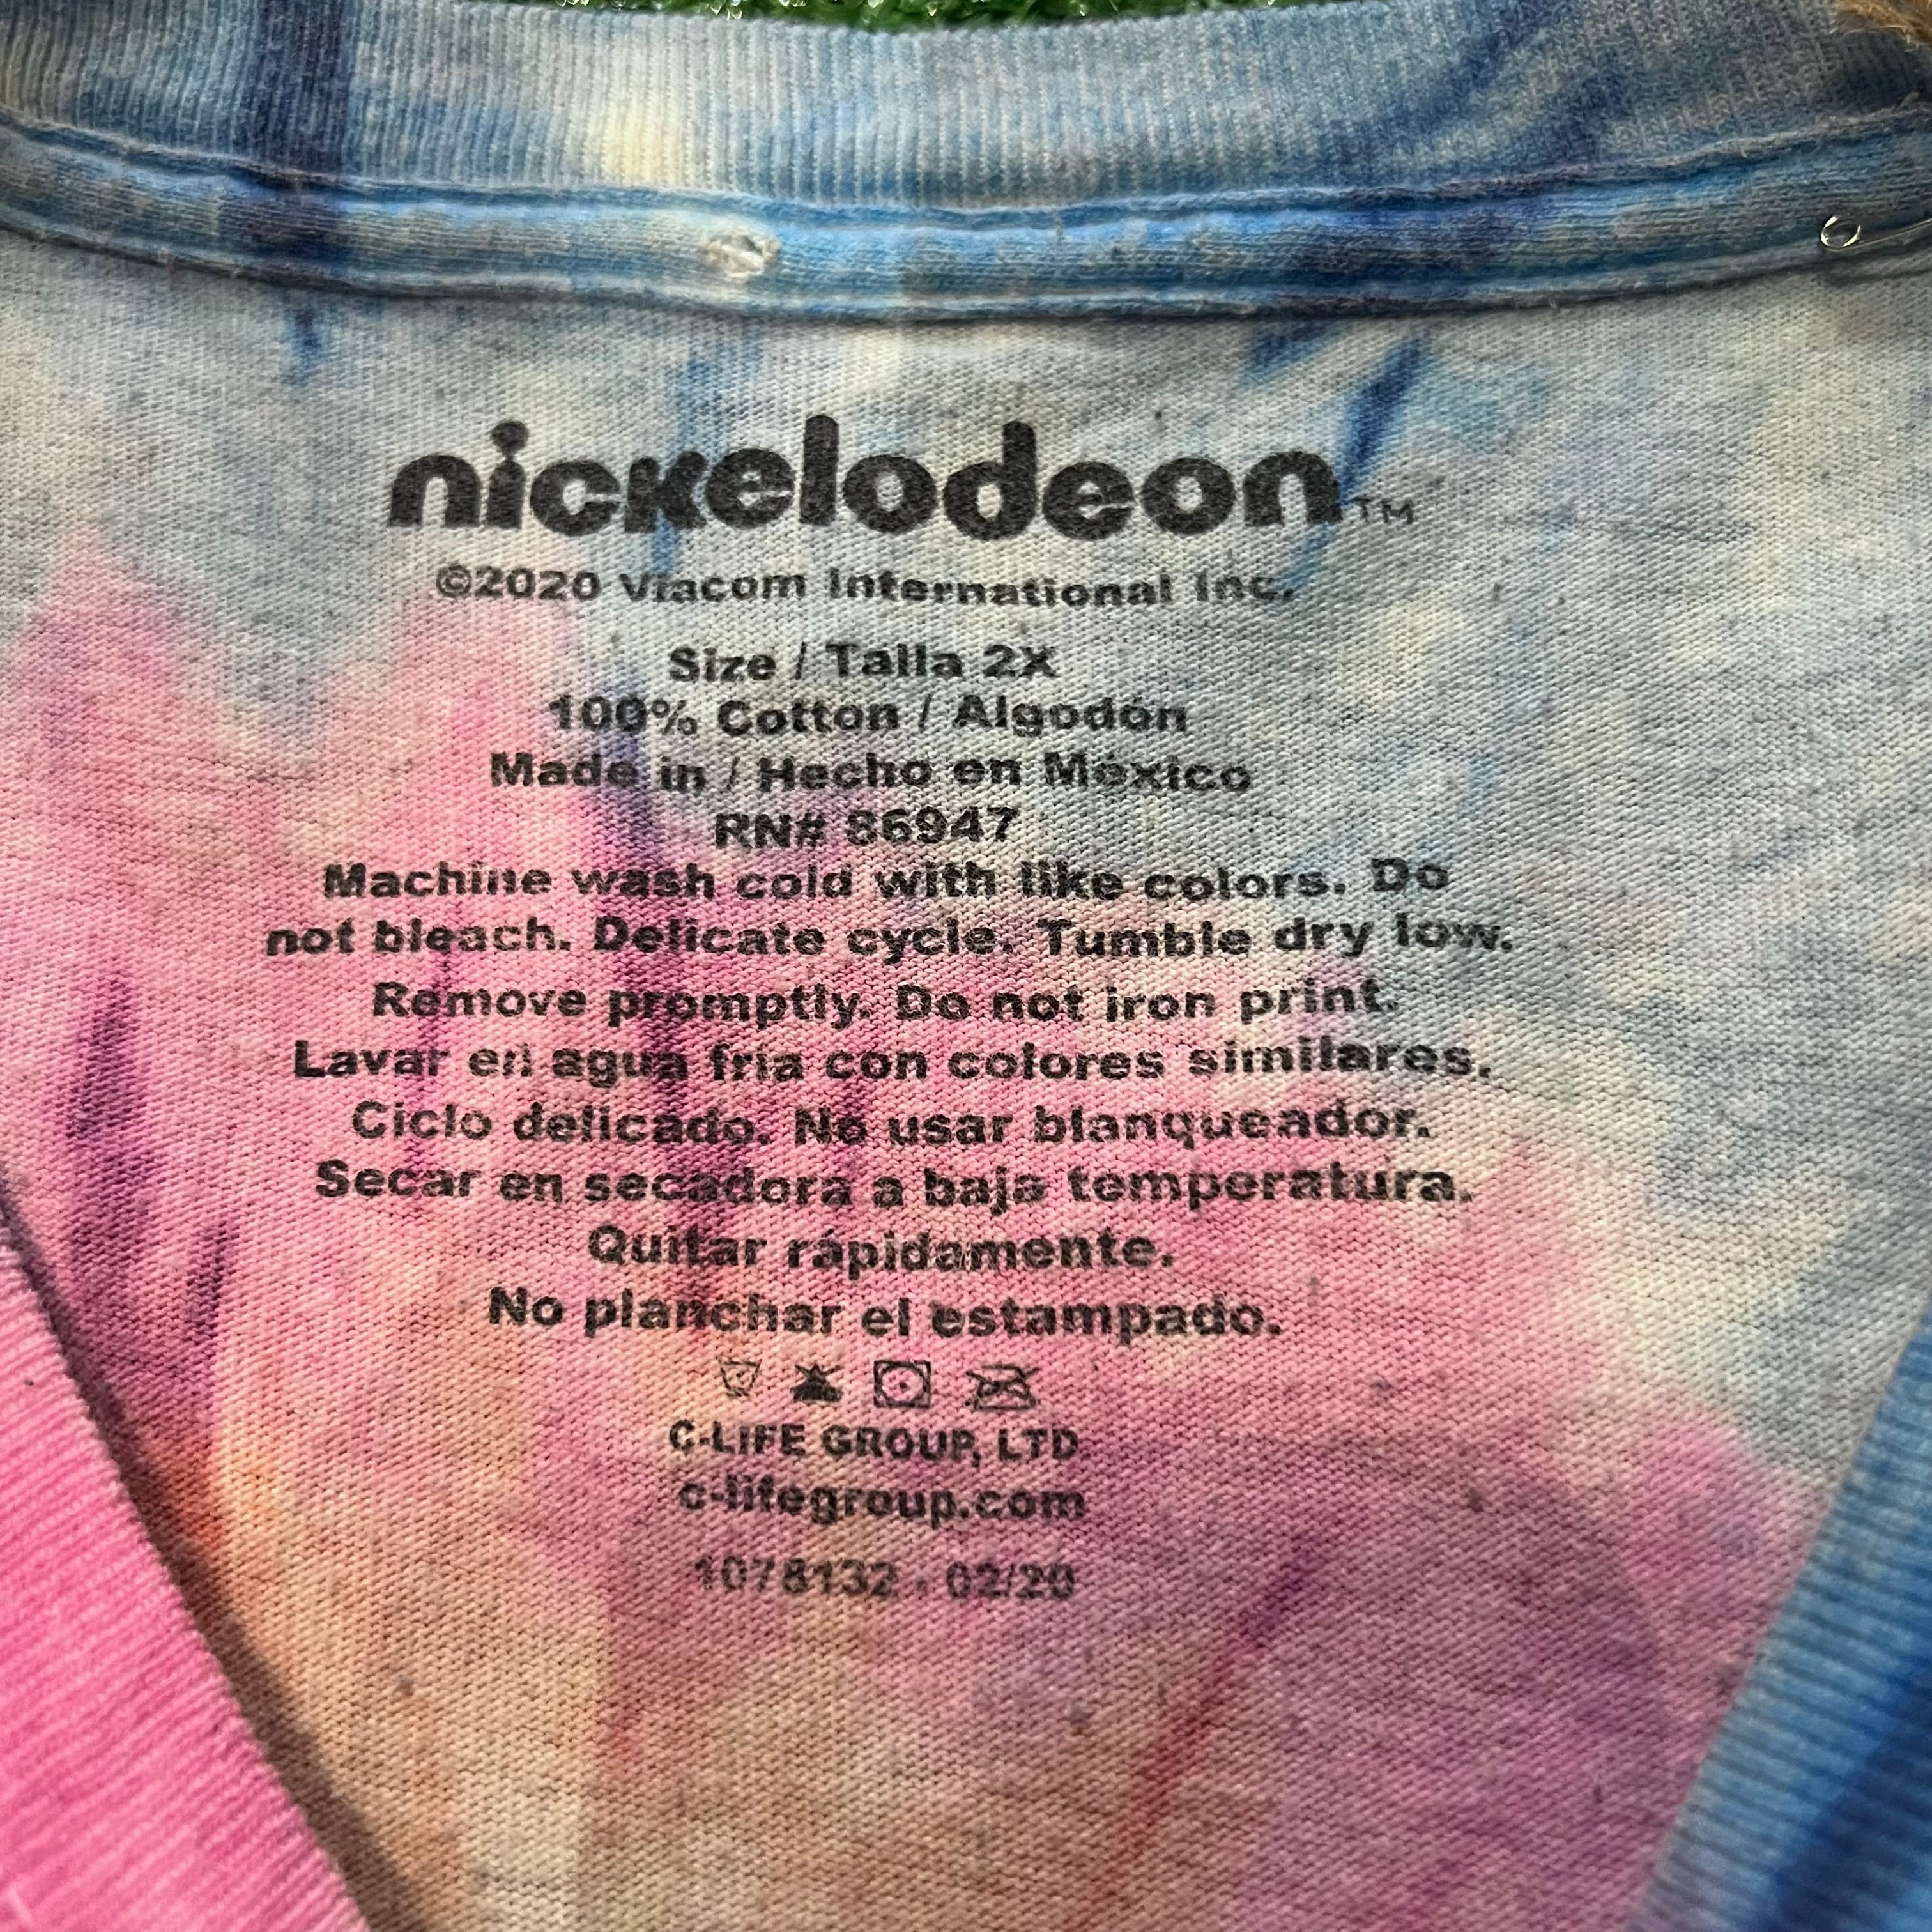 nickelodeon™
©2020 Viacom International Inc.
Size / Talla 2X
100% Cotton / Algodón
Made in / Hecho en México
RN# 86947
Machine wash cold with like colors. Do
not bleach. Delicate cycle. Tumble dry low.
Remove promptly. Do not iron print.
Lavar en agua fria con colores similares.
Ciclo delicado. No usar blanqueador.
Secar en secadora a baja temperatura.
Quitar rápidamente.
No planchar el estampado.
C-LIFE GROUP, LTD
c-lifegroup.com
1078132 - 02/20